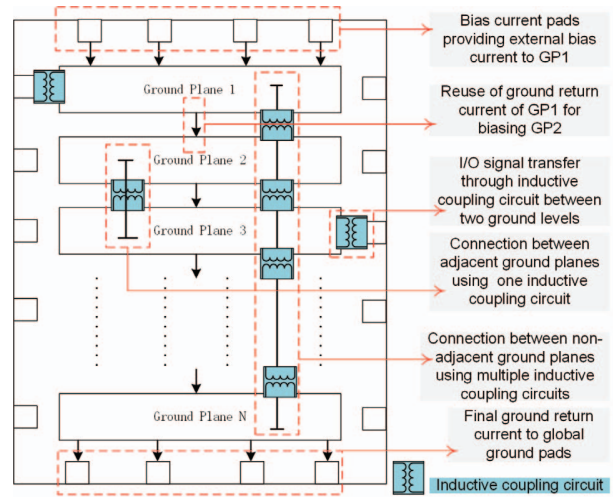 Bias current pads
providing external bias
current to GP1
Ground Plane 1
Reuse of ground return
current of GP1 for
biasing GP2
Ground Plane 2
I/O signal transfer
through inductive
coupling circuit between
two ground levels
Ground Plane 3
Connection between
adjacent ground planes
using one inductive
coupling circuit
Connection between non-
adjacent ground planes
using multiple inductive
coupling circuits
Ground Plane N
Final ground return
current to global
ground pads
Inductive coupling circuit